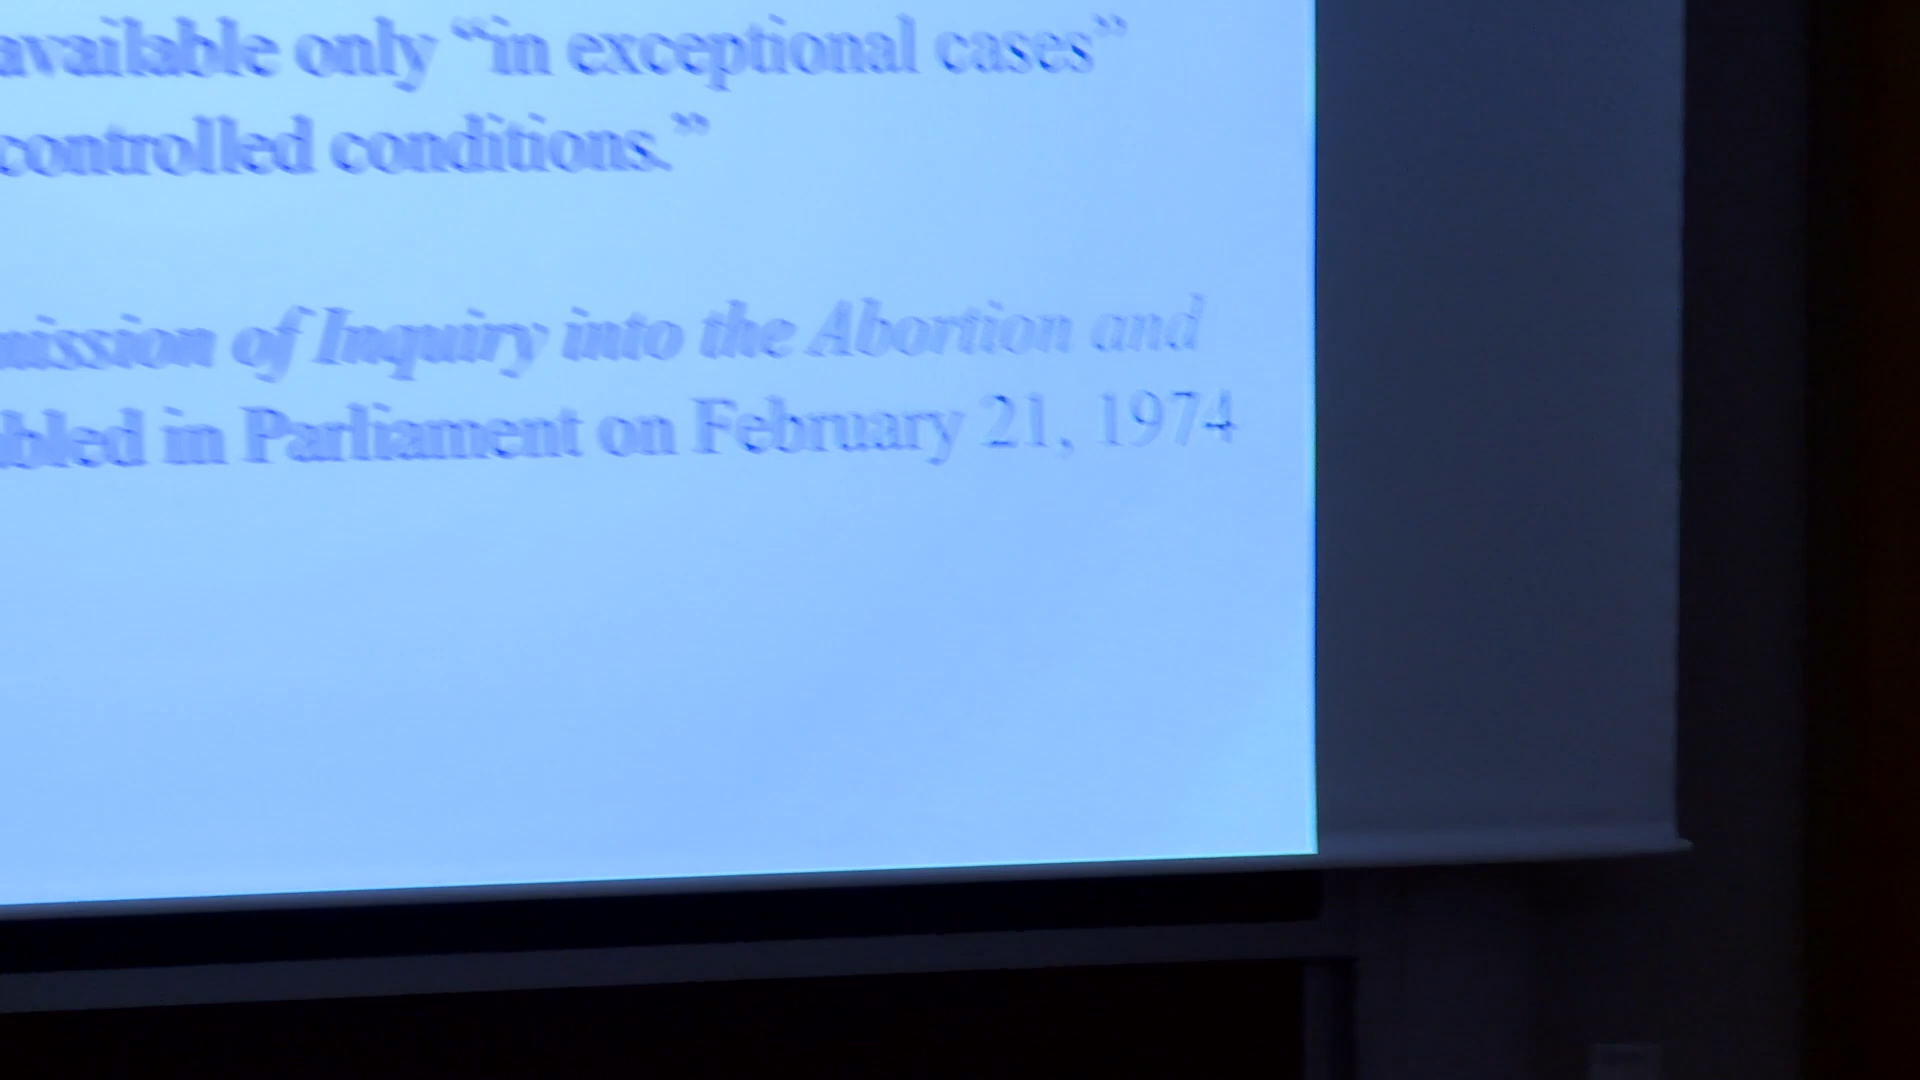 available only “in exceptional cases”
controlled conditions.”
of Inquiry into the Abortion and
in Parliament on February 21, 1974